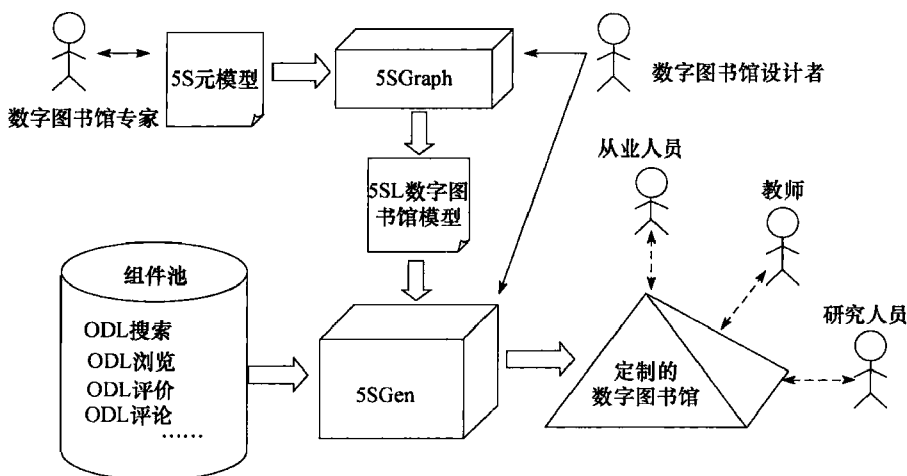 5S元模型
5SGraph
数字图书馆专家
数字图书馆设计者
5SL数字图
书馆模型
从业人员
教师
研究人员
组件池
ODL搜索
ODL浏览
ODL评价
ODL评论
……
5SGen
定制的
数字图书馆